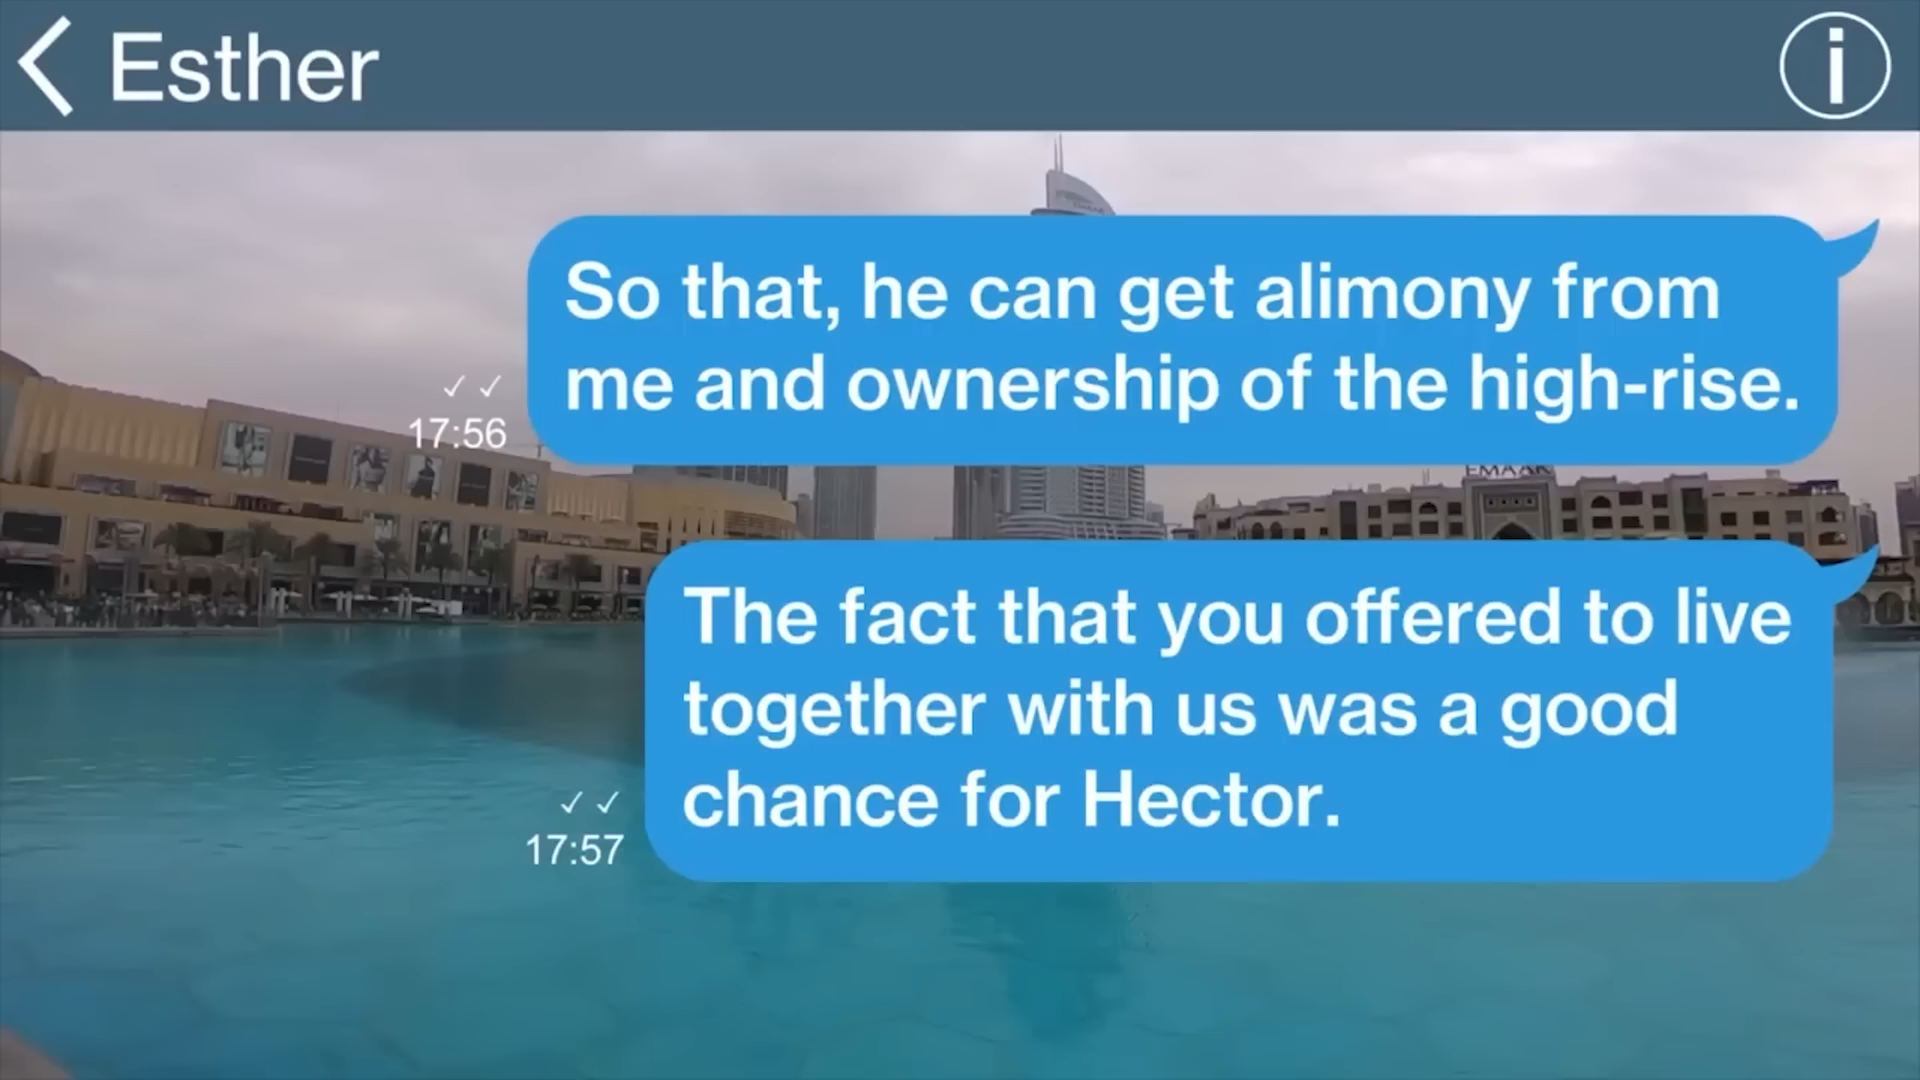 Esther
So that, he can get alimony from
me and ownership of the high-rise.
17:56
EMAAR
The fact that you offered to live
together with us was a good
chance for Hector.
17:57